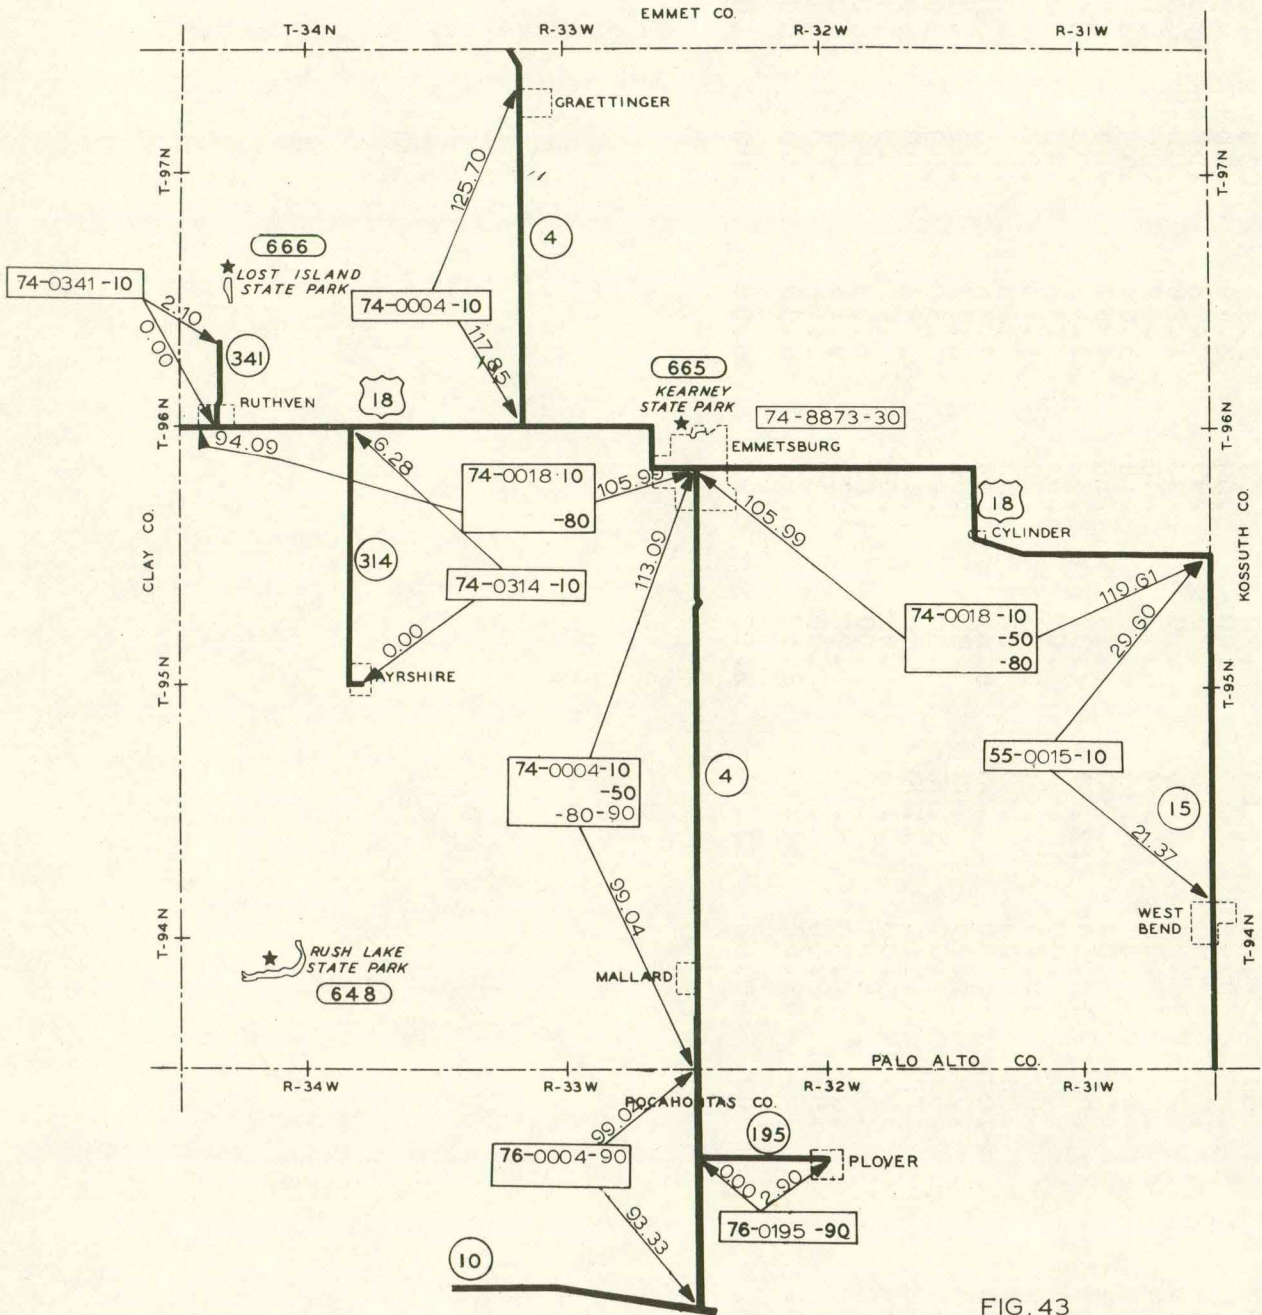 EMMET CO.
T-34N
R-33W
R-32W
R-31W
GRAETTINGER
T-97N
T-97N
125.70
4
666
LOST ISLAND
STATE PARK
74-0341-10
74-0004-10
2.10
0.00
341
117.85
665
KEARNEY
STATE PARK
18
RUTHVEN
74-8873-30
T-96N
T-96N
94.09
6.28
EMMETSBURG
74-0018-10
-80
105.99
105.99
18
CYLINDER
CLAY CO.
KOSSUTH CO.
113.09
314
74-0314-10
119.61
74-0018-10
-50
-80
29.60
0.00
AYRSHIRE
T-95N
T-95N
74-0004-10
-50
-80-90
4
55-0015-10
15
21.37
99.04
WEST
BEND
T-94N
T-94N
RUSH LAKE
STATE PARK
648
MALLARD
PALO ALTO CO.
R-34W
R-33W
R-32W
R-31W
POCAHONTAS CO.
99.04
195
76-0004-90
PLOVER
0.00
2.90
76-0195-90
93.33
10
FIG. 43